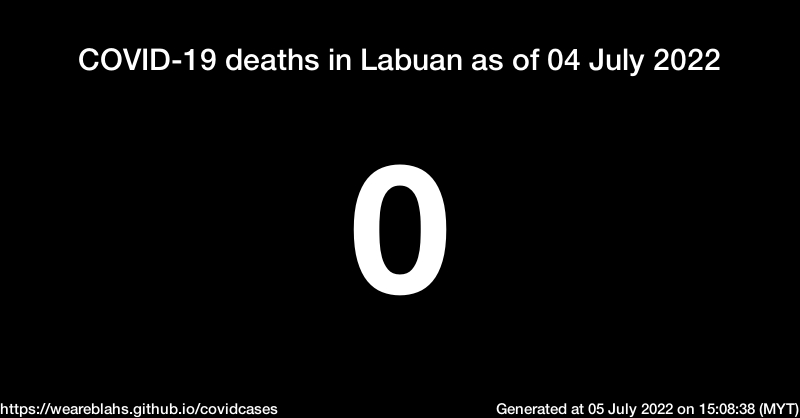 COVID-19 deaths in Labuan as of 04 July 2022
0
https://weareblahs.github.io/covidcases
Generated at 05 July 2022 on 15:08:38 (MYT)